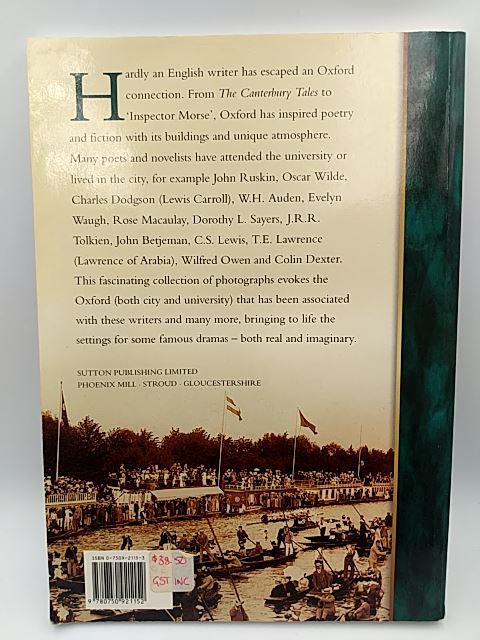 Hardly an English writer has escaped an Oxford
connection. From The Canterbury Tales to
'Inspector Morse', Oxford has inspired poetry
and fiction with its buildings and unique atmosphere.
Many poets and novelists have attended the university or
lived in the city, for example John Ruskin, Oscar Wilde,
Charles Dodgson (Lewis Carroll), W.H. Auden, Evelyn
Waugh, Rose Macaulay, Dorothy L. Sayers, J.R.R.
Tolkien, John Betjeman, C.S. Lewis, T.E. Lawrence
(Lawrence of Arabia), Wilfred Owen and Colin Dexter.
This fascinating collection of photographs evokes the
Oxford (both city and university) that has been associated
with these writers and many more, bringing to life the
settings for some famous dramas – both real and imaginary.
SUTTON PUBLISHING LIMITED
PHOENIX MILL · STROUD · GLOUCESTERSHIRE
ISBN 0-7509-2115-3
9 780750 921152
$38.50
GST INC